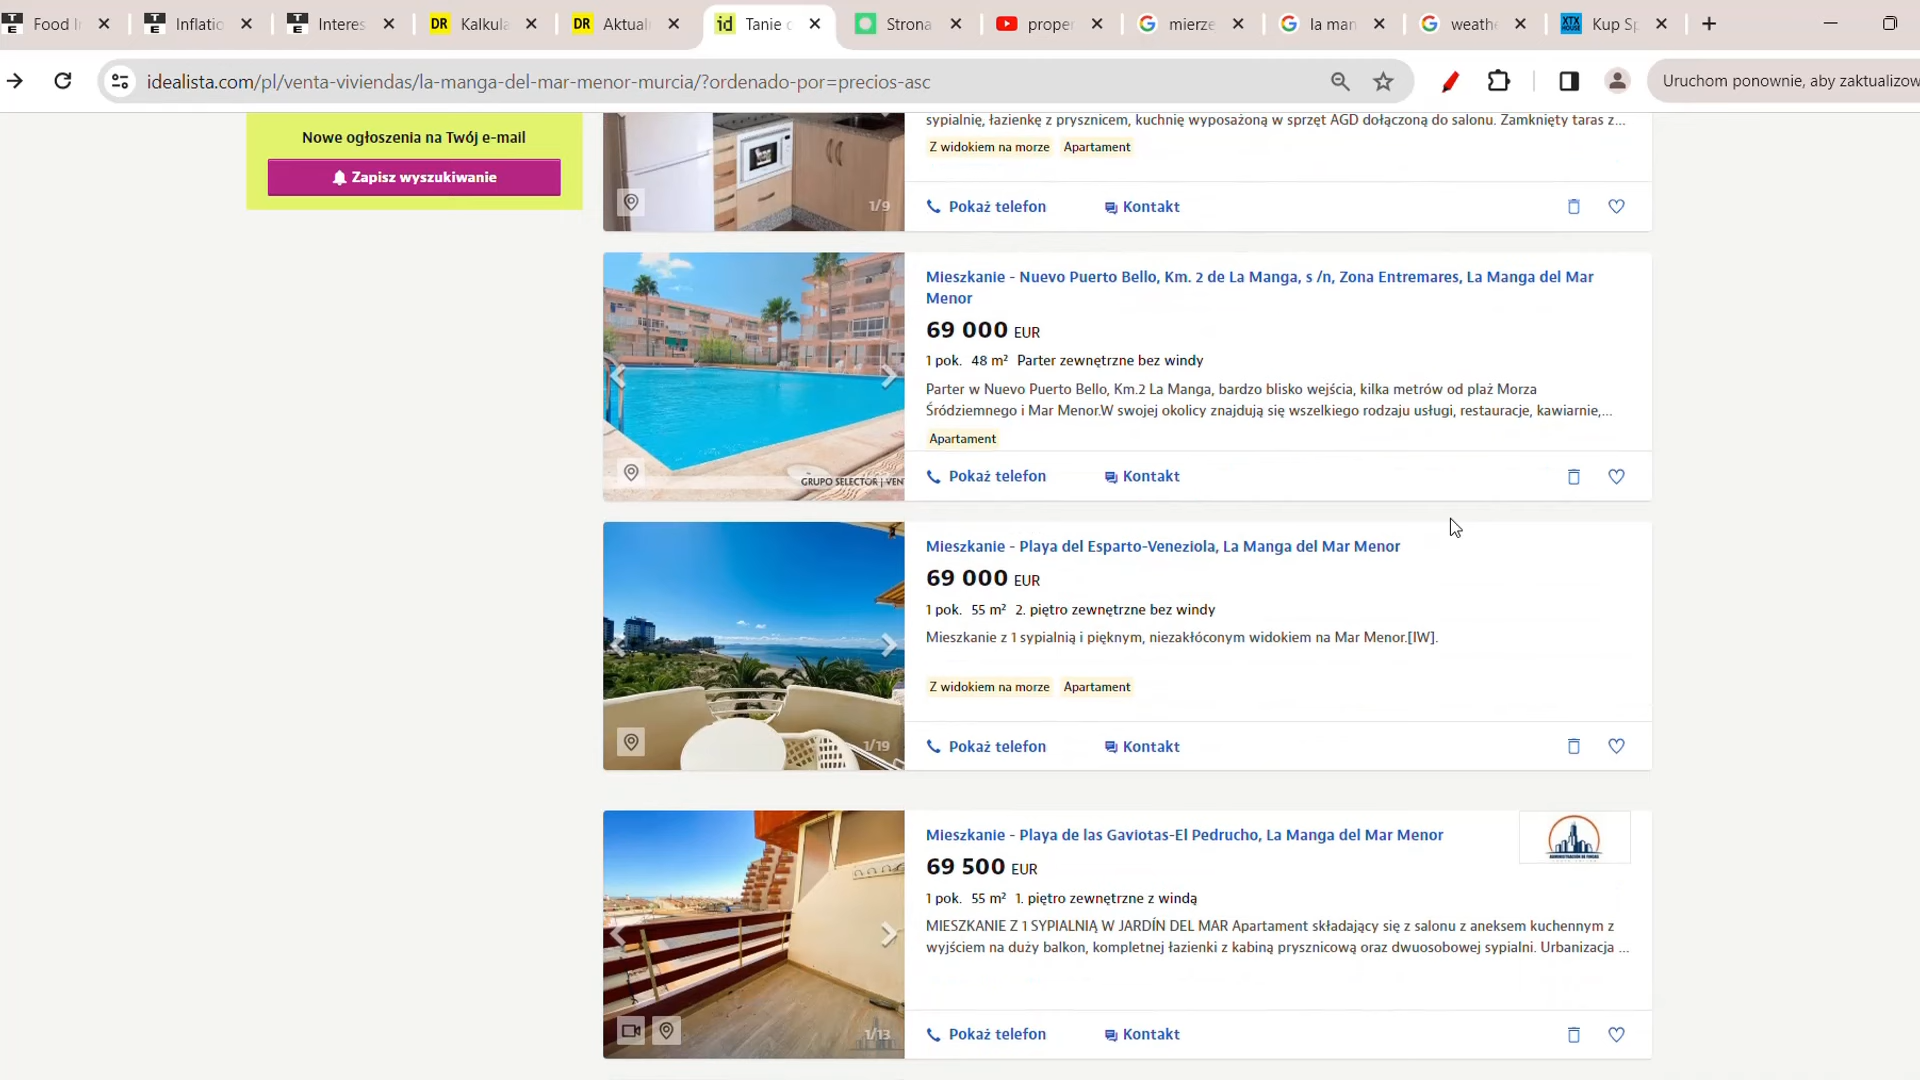 Food I
Inflatio
Interes
DR Kalkula
DR Aktual
id Tanie
Strona
proper
mierze
la man
weathe
XTX HOUSE Kup Sp
idealista.com/pl/venta-viviendas/la-manga-del-mar-menor-murcia/?ordenado-por=precios-asc
Uruchom ponownie, aby zaktualizow
Nowe ogłoszenia na Twój e-mail
Zapisz wyszukiwanie
1/9
sypialnię, łazienkę z prysznicem, kuchnię wyposażoną w sprzęt AGD dołączoną do salonu. Zamknięty taras z...
Z widokiem na morze Apartament
Pokaż telefon Kontakt
GRUPO SELECTOR | VEN
Mieszkanie - Nuevo Puerto Bello, Km. 2 de La Manga, s /n, Zona Entremares, La Manga del Mar
Menor
69 000 EUR
1 pok. 48 m² Parter zewnętrzne bez windy
Parter w Nuevo Puerto Bello, Km.2 La Manga, bardzo blisko wejścia, kilka metrów od plaż Morza
Śródziemnego i Mar Menor.W swojej okolicy znajdują się wszelkiego rodzaju usługi, restauracje, kawiarnie,...
Apartament
Pokaż telefon Kontakt
1/19
Mieszkanie - Playa del Esparto-Veneziola, La Manga del Mar Menor
69 000 EUR
1 pok. 55 m² 2. piętro zewnętrzne bez windy
Mieszkanie z 1 sypialnią i pięknym, niezakłóconym widokiem na Mar Menor.[IW].
Z widokiem na morze Apartament
Pokaż telefon Kontakt
1/13
Mieszkanie - Playa de las Gaviotas-El Pedrucho, La Manga del Mar Menor
69 500 EUR
1 pok. 55 m² 1. piętro zewnętrzne z windą
MIESZKANIE Z 1 SYPIALNIĄ W JARDÍN DEL MAR Apartament składający się z salonu z aneksem kuchennym z
wyjściem na duży balkon, kompletnej łazienki z kabiną prysznicową oraz dwuosobowej sypialni. Urbanizacja ...
Pokaż telefon Kontakt